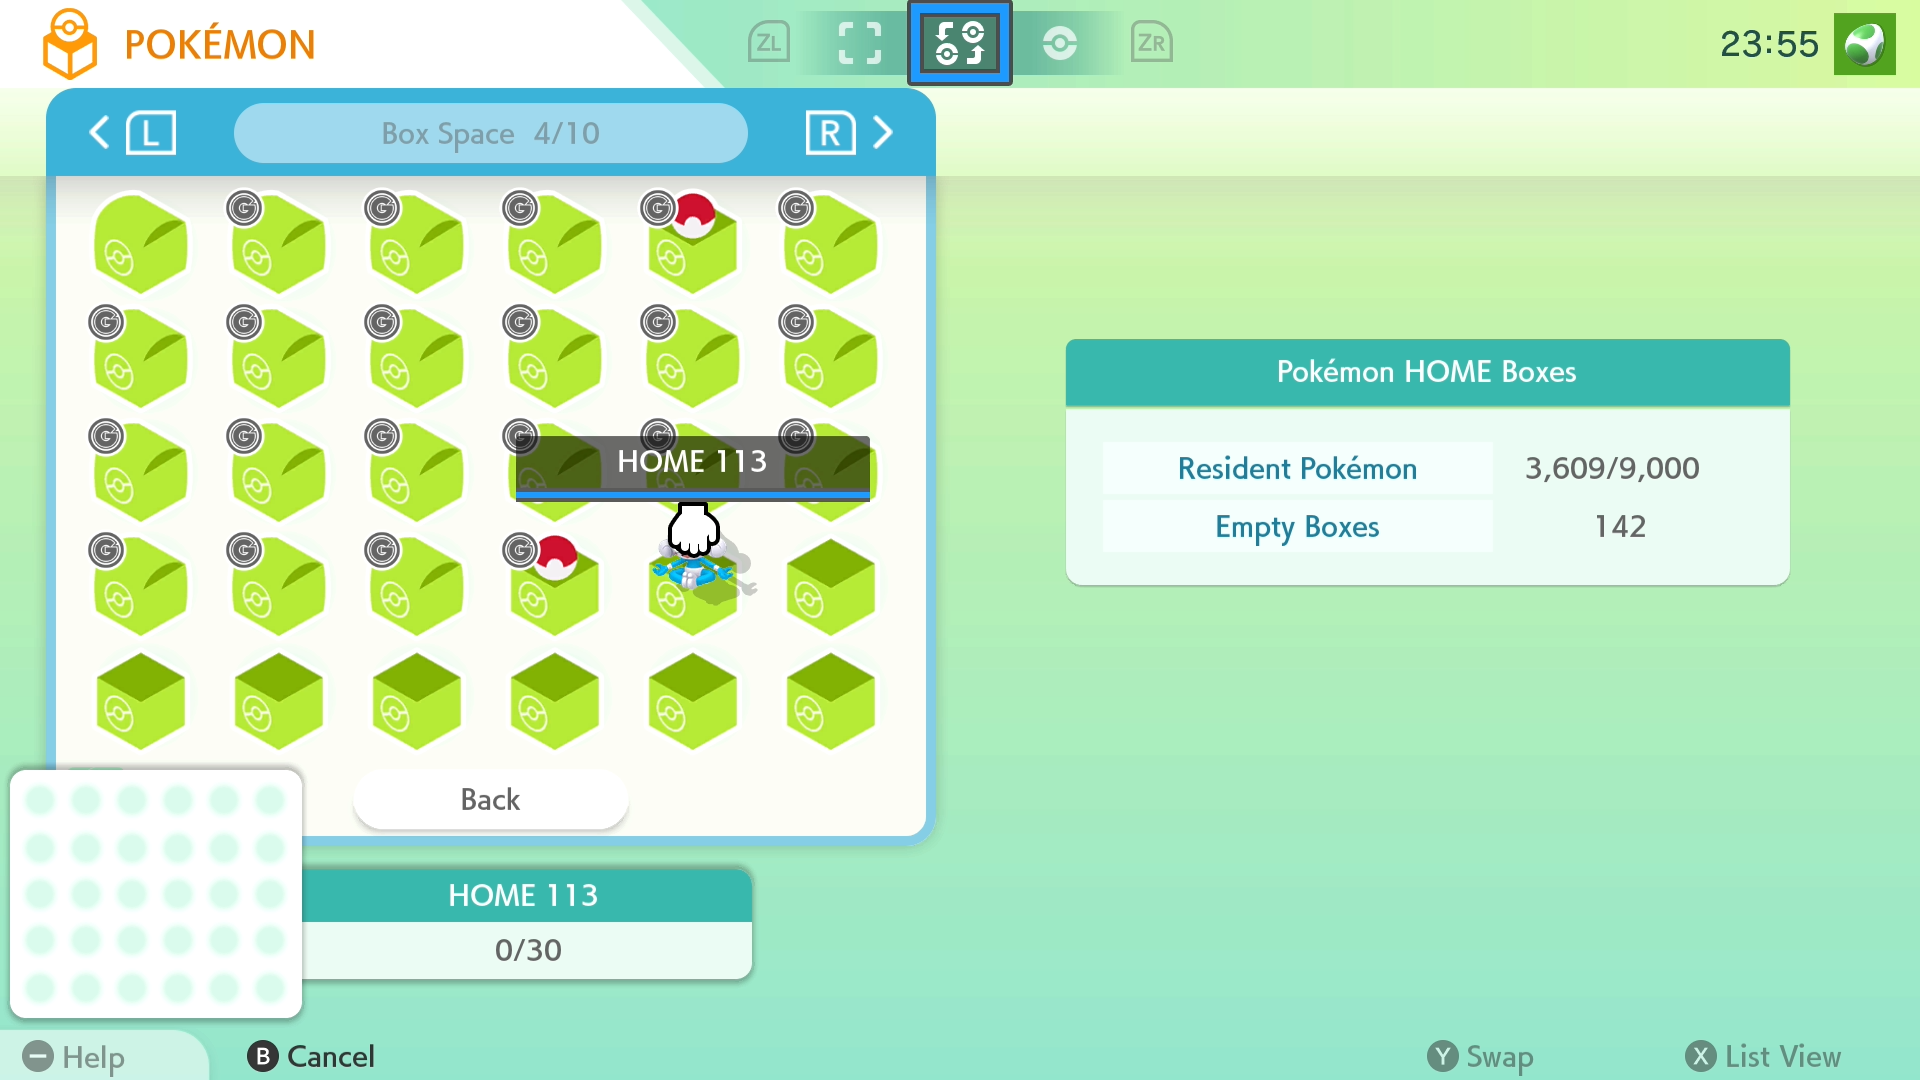 POKÉMON
ZL
ZR
23:55
L
Box Space 4/10
R
HOME 113
Pokémon HOME Boxes
Resident Pokémon 3,609/9,000
Empty Boxes 142
Back
HOME 113
0/30
Help
B Cancel
Y Swap
X List View